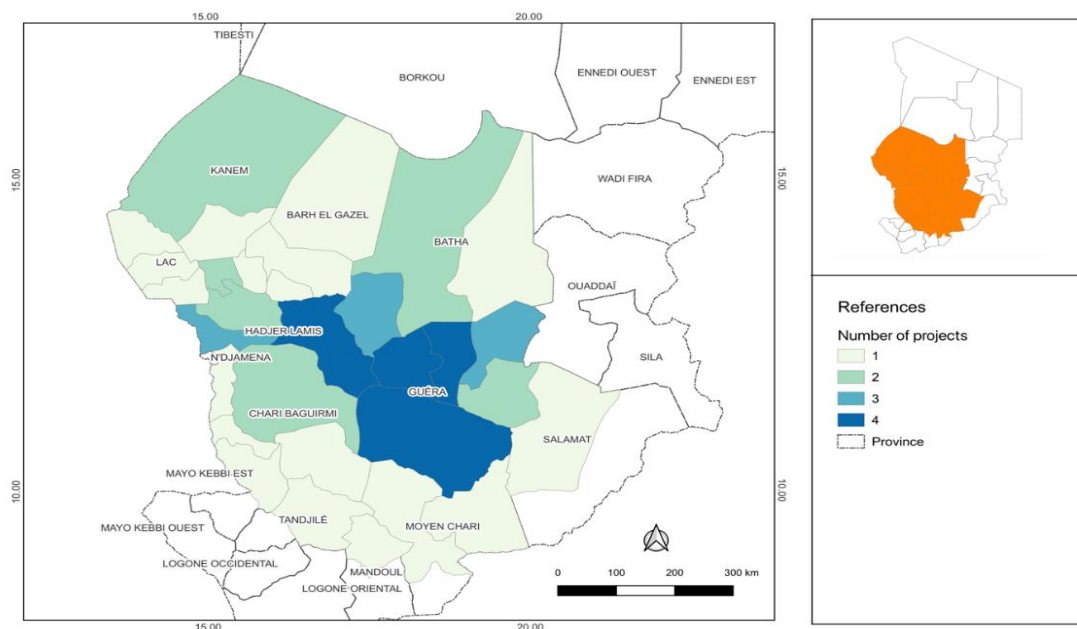 15.00
20.00
TIBESTI
BORKOU
ENNEDI OUEST
ENNEDI EST
15.00
15.00
KANEM
WADI FIRA
BARH EL GAZEL
BATHA
LAC
OUADDAÏ
HADJER LAMIS
N'DJAMENA
SILA
GUÉRA
CHARI BAGUIRMI
SALAMAT
MAYO KEBBI EST
10.00
10.00
TANDJILÉ
MOYEN CHARI
MAYO KEBBI OUEST
LOGONE OCCIDENTAL
MANDOUL
LOGONE ORIENTAL
0 100 200 300 km
15.00
20.00
References
Number of projects
1
2
3
4
Province